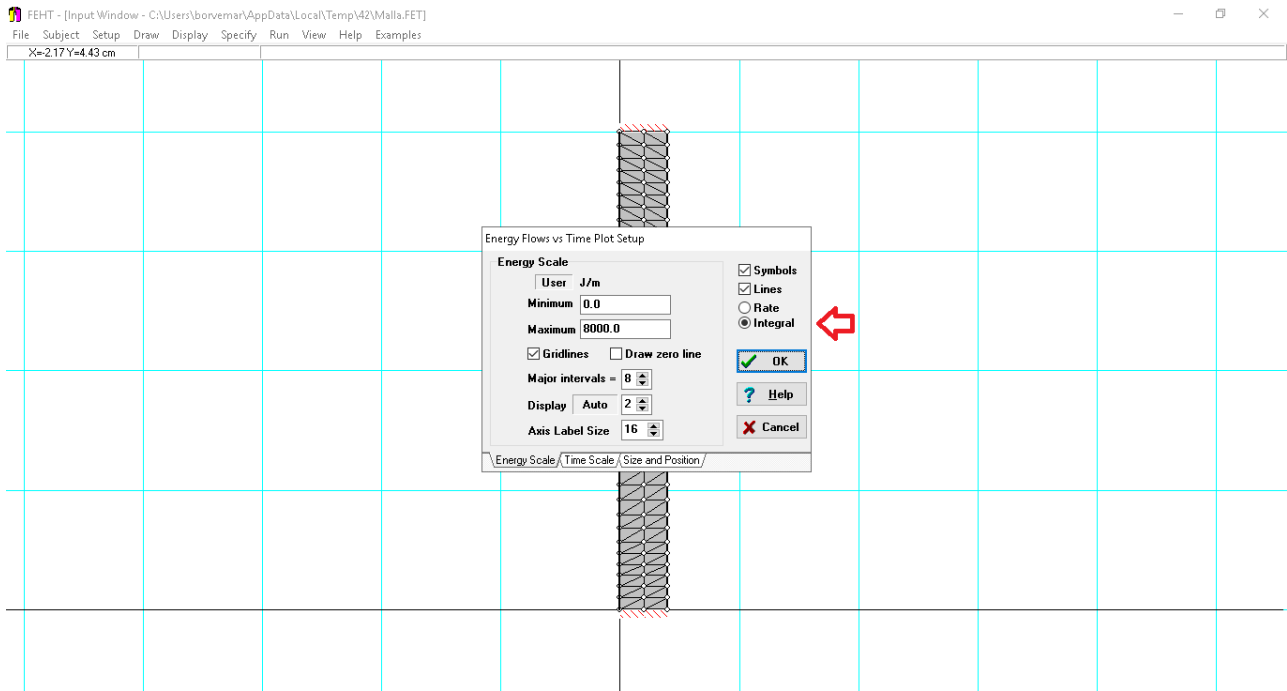 FEHT - [Input Window - C:\Users\borvemar\AppData\Local\Temp\42\Malla.FET]
File Subject Setup Draw Display Specify Run View Help Examples
X=-2.17 Y=4.43 cm
Energy Flows vs Time Plot Setup
Energy Scale
User J/m
Minimum 0.0
Maximum 8000.0
Gridlines Draw zero line
Major intervals = 8
Display Auto 2
Axis Label Size 16
Symbols
Lines
Rate
Integral
OK
Help
Cancel
Energy Scale Time Scale Size and Position